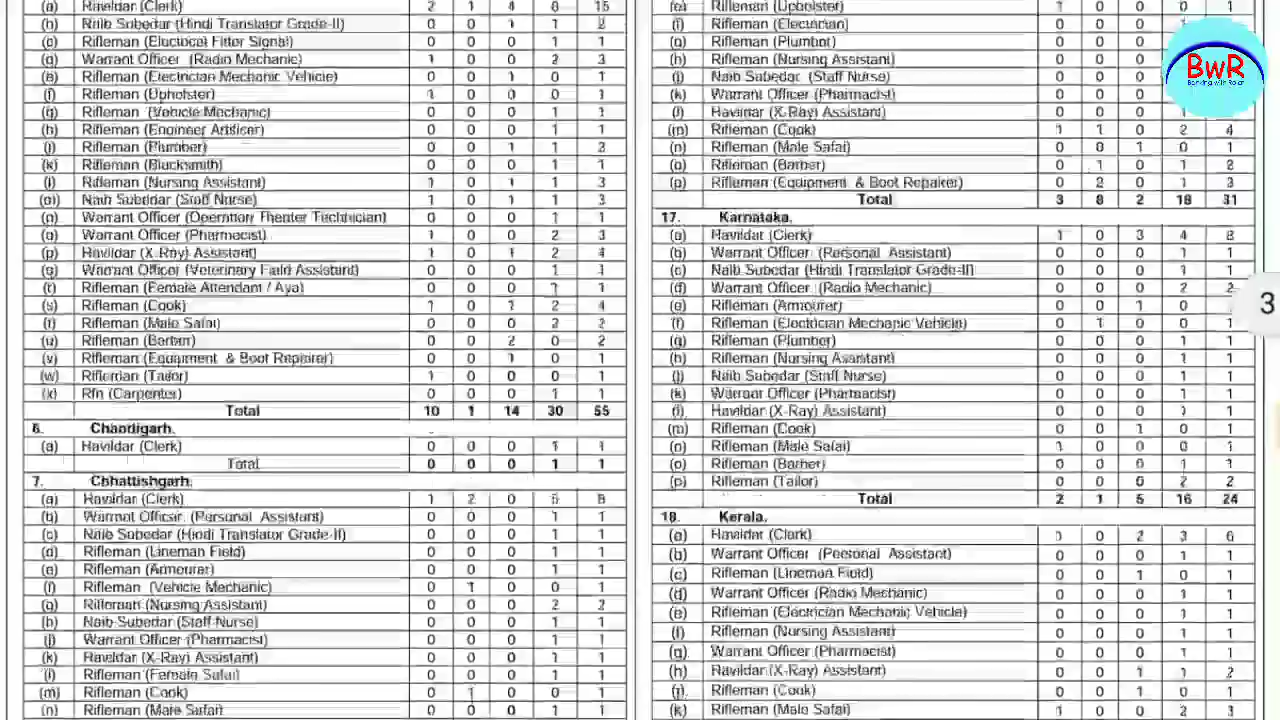 (a) Havildar (Clerk) 2 1 4 8 15
(b) Naib Subedar (Hindi Translator Grade-II) 1 0 0 1 2
(c) Rifleman (Electrical Fitter Signal) 0 0 0 1 1
(d) Warrant Officer (Radio Mechanic) 1 0 0 2 3
(e) Rifleman (Electrician Mechanic Vehicle) 0 0 1 0 1
(f) Rifleman (Upholster) 1 0 0 0 1
(g) Rifleman (Vehicle Mechanic) 0 0 0 1 1
(h) Rifleman (Engineer Artificer) 0 0 0 1 1
(j) Rifleman (Plumber) 0 0 1 1 2
(k) Rifleman (Blacksmith) 0 0 0 1 1
(l) Rifleman (Nursing Assistant) 1 0 1 1 3
(m) Naib Subedar (Staff Nurse) 1 0 1 1 3
(n) Warrant Officer (Operation Theater Technician) 0 0 0 1 1
(o) Warrant Officer (Pharmacist) 1 0 0 2 3
(p) Havildar (X-Ray) Assistant) 1 0 1 2 4
(q) Warrant Officer (Veterinary Field Assistant) 0 0 0 1 1
(r) Rifleman (Female Attendant / Aya) 0 0 0 1 1
(s) Rifleman (Cook) 1 0 1 2 4
(t) Rifleman (Male Safai) 0 0 0 2 2
(u) Rifleman (Barber) 0 0 2 0 2
(v) Rifleman (Equipment & Boot Repairer) 0 0 1 0 1
(w) Rifleman (Tailor) 1 0 0 0 1
(x) Rfn (Carpenter) 0 0 0 1 1
Total 10 1 14 30 55
6. Chandigarh.
(a) Havildar (Clerk) 0 0 0 1 1
Total 0 0 0 1 1
7. Chhattishgarh.
(a) Havildar (Clerk) 1 2 0 5 8
(b) Warrant Officer (Personal Assistant) 0 0 0 1 1
(c) Naib Subedar (Hindi Translator Grade-II) 0 0 0 1 1
(d) Rifleman (Lineman Field) 0 0 0 1 1
(e) Rifleman (Armourer) 0 0 0 1 1
(f) Rifleman (Vehicle Mechanic) 0 1 0 0 1
(g) Rifleman (Nursing Assistant) 0 0 0 2 2
(h) Naib Subedar (Staff Nurse) 0 0 0 1 1
(j) Warrant Officer (Pharmacist) 0 0 0 1 1
(k) Havildar (X-Ray) Assistant) 0 0 0 1 1
(l) Rifleman (Female Safai) 0 0 0 1 1
(m) Rifleman (Cook) 0 1 0 0 1
(n) Rifleman (Male Safai) 0 0 0 1 1
(e) Rifleman (Upholster) 1 0 0 0 1
(f) Rifleman (Electrician) 0 0 0
(g) Rifleman (Plumber) 0 0 0
(h) Rifleman (Nursing Assistant) 0 0 0
(j) Naib Subedar (Staff Nurse) 0 0 0
(k) Warrant Officer (Pharmacist) 0 0 0
(l) Havildar (X-Ray) Assistant) 0 0 0
(m) Rifleman (Cook) 1 1 0 2 4
(n) Rifleman (Male Safai) 0 0 1 0 1
(o) Rifleman (Barber) 0 1 0 1 2
(p) Rifleman (Equipment & Boot Repairer) 0 2 0 1 3
Total 3 8 2 18 31
17. Karnataka.
(a) Havildar (Clerk) 1 0 3 4 8
(b) Warrant Officer (Personal Assistant) 0 0 0 1 1
(c) Naib Subedar (Hindi Translator Grade-II) 0 0 0 1 1
(d) Warrant Officer (Radio Mechanic) 0 0 0 2 2
(e) Rifleman (Armourer) 0 0 1 0
(f) Rifleman (Electrician Mechanic Vehicle) 0 1 0 0 1
(g) Rifleman (Plumber) 0 0 0 1 1
(h) Rifleman (Nursing Assistant) 0 0 0 1 1
(j) Naib Subedar (Staff Nurse) 0 0 0 1 1
(k) Warrant Officer (Pharmacist) 0 0 0 1 1
(l) Havildar (X-Ray) Assistant) 0 0 0 1 1
(m) Rifleman (Cook) 0 0 1 0 1
(n) Rifleman (Male Safai) 1 0 0 0 1
(o) Rifleman (Barber) 0 0 0 1 1
(p) Rifleman (Tailor) 0 0 0 2 2
Total 2 1 5 16 24
18. Kerala.
(a) Havildar (Clerk) 1 0 2 3 6
(b) Warrant Officer (Personal Assistant) 0 0 0 1 1
(c) Rifleman (Lineman Field) 0 0 1 0 1
(d) Warrant Officer (Radio Mechanic) 0 0 0 1 1
(e) Rifleman (Electrician Mechanic Vehicle) 0 0 0 1 1
(f) Rifleman (Nursing Assistant) 0 0 0 1 1
(g) Warrant Officer (Pharmacist) 0 0 0 1 1
(h) Havildar (X-Ray) Assistant) 0 0 1 1 2
(j) Rifleman (Cook) 0 0 1 0 1
(k) Rifleman (Male Safai) 1 0 0 2 3
BwR
Banking with Rajat
3